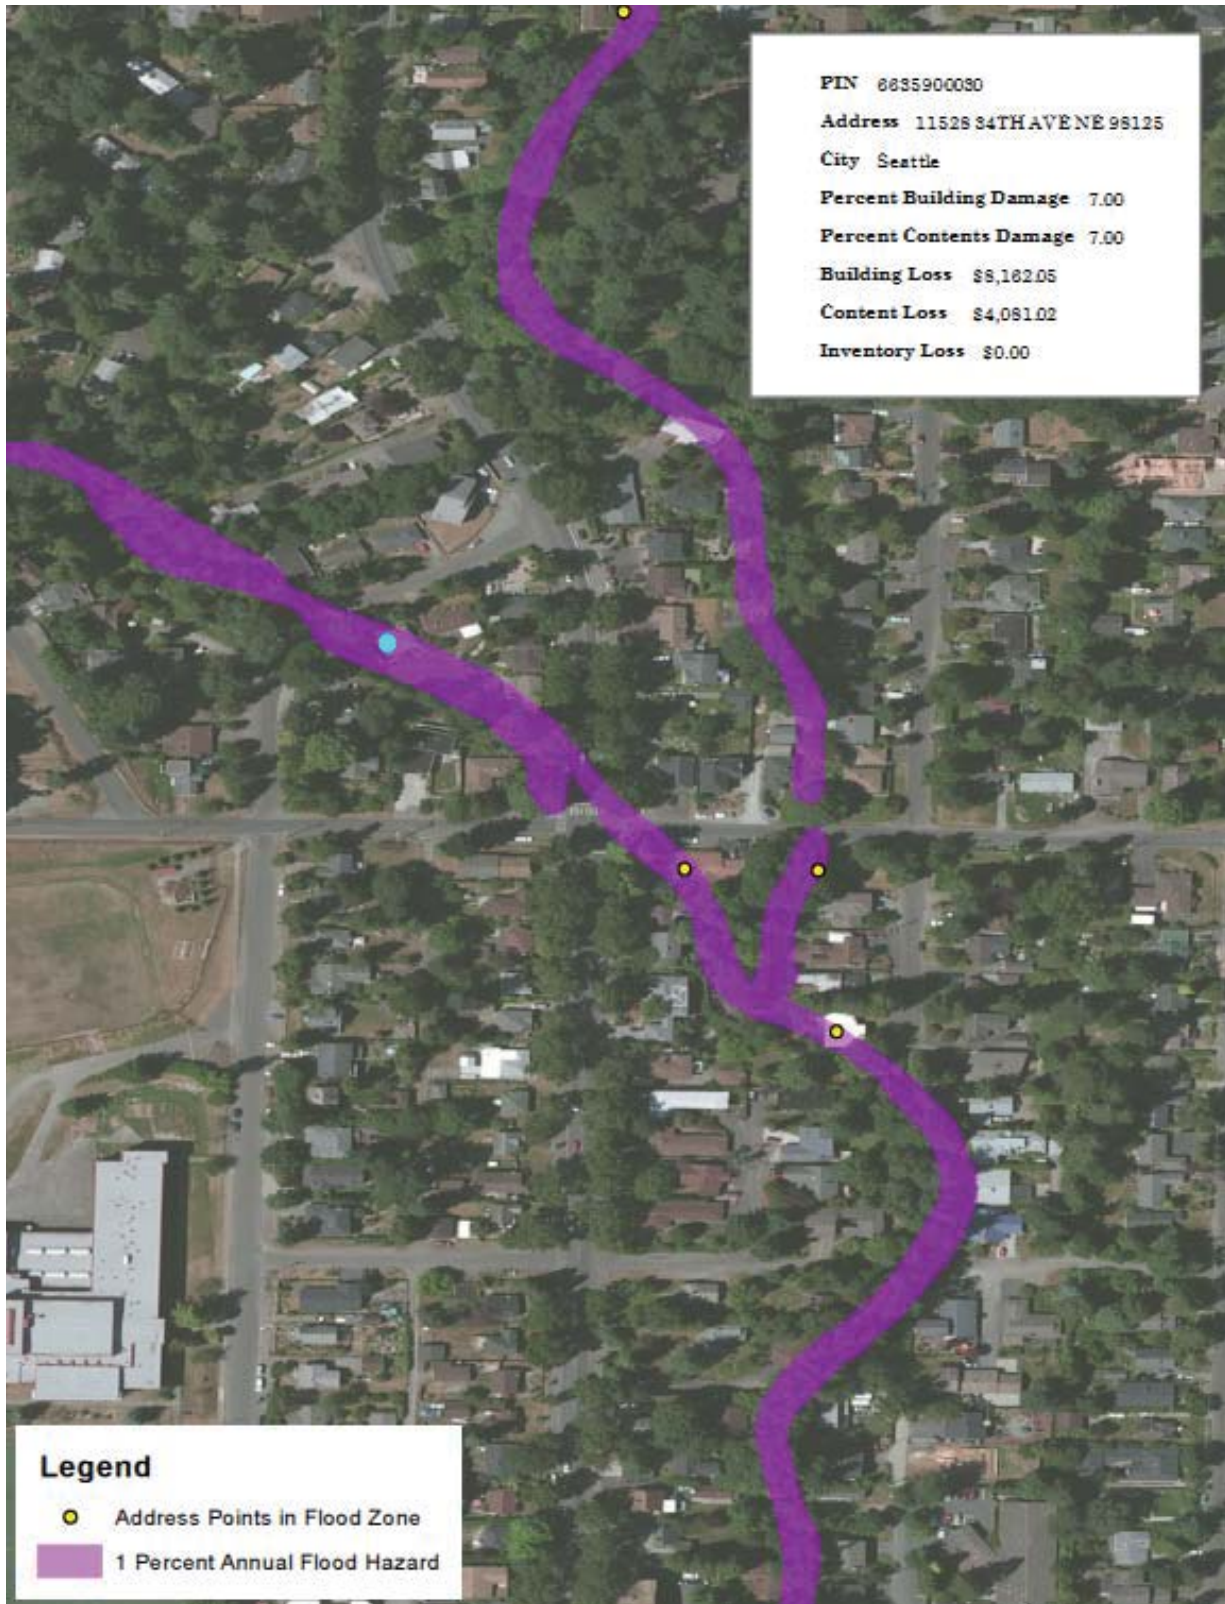 PIN 6635900030
Address 11528 34TH AVE NE 98125
City Seattle
Percent Building Damage 7.00
Percent Contents Damage 7.00
Building Loss $8,162.05
Content Loss $4,081.02
Inventory Loss $0.00
Legend
Address Points in Flood Zone
1 Percent Annual Flood Hazard